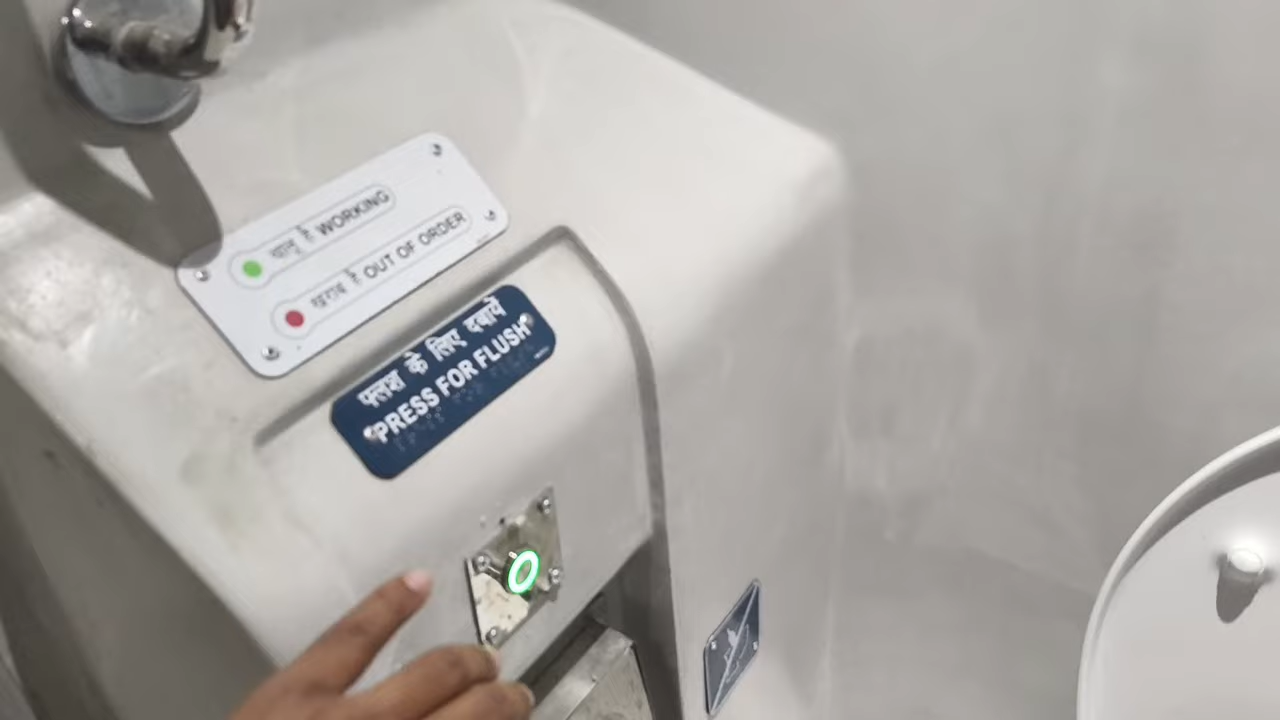 चालू है WORKING
खराब है OUT OF ORDER
फ्लश के लिए दबायें
PRESS FOR FLUSH